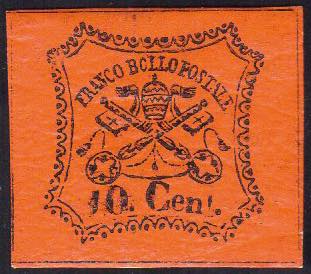 FRANCO BOLLO POSTALE
10. Cent.